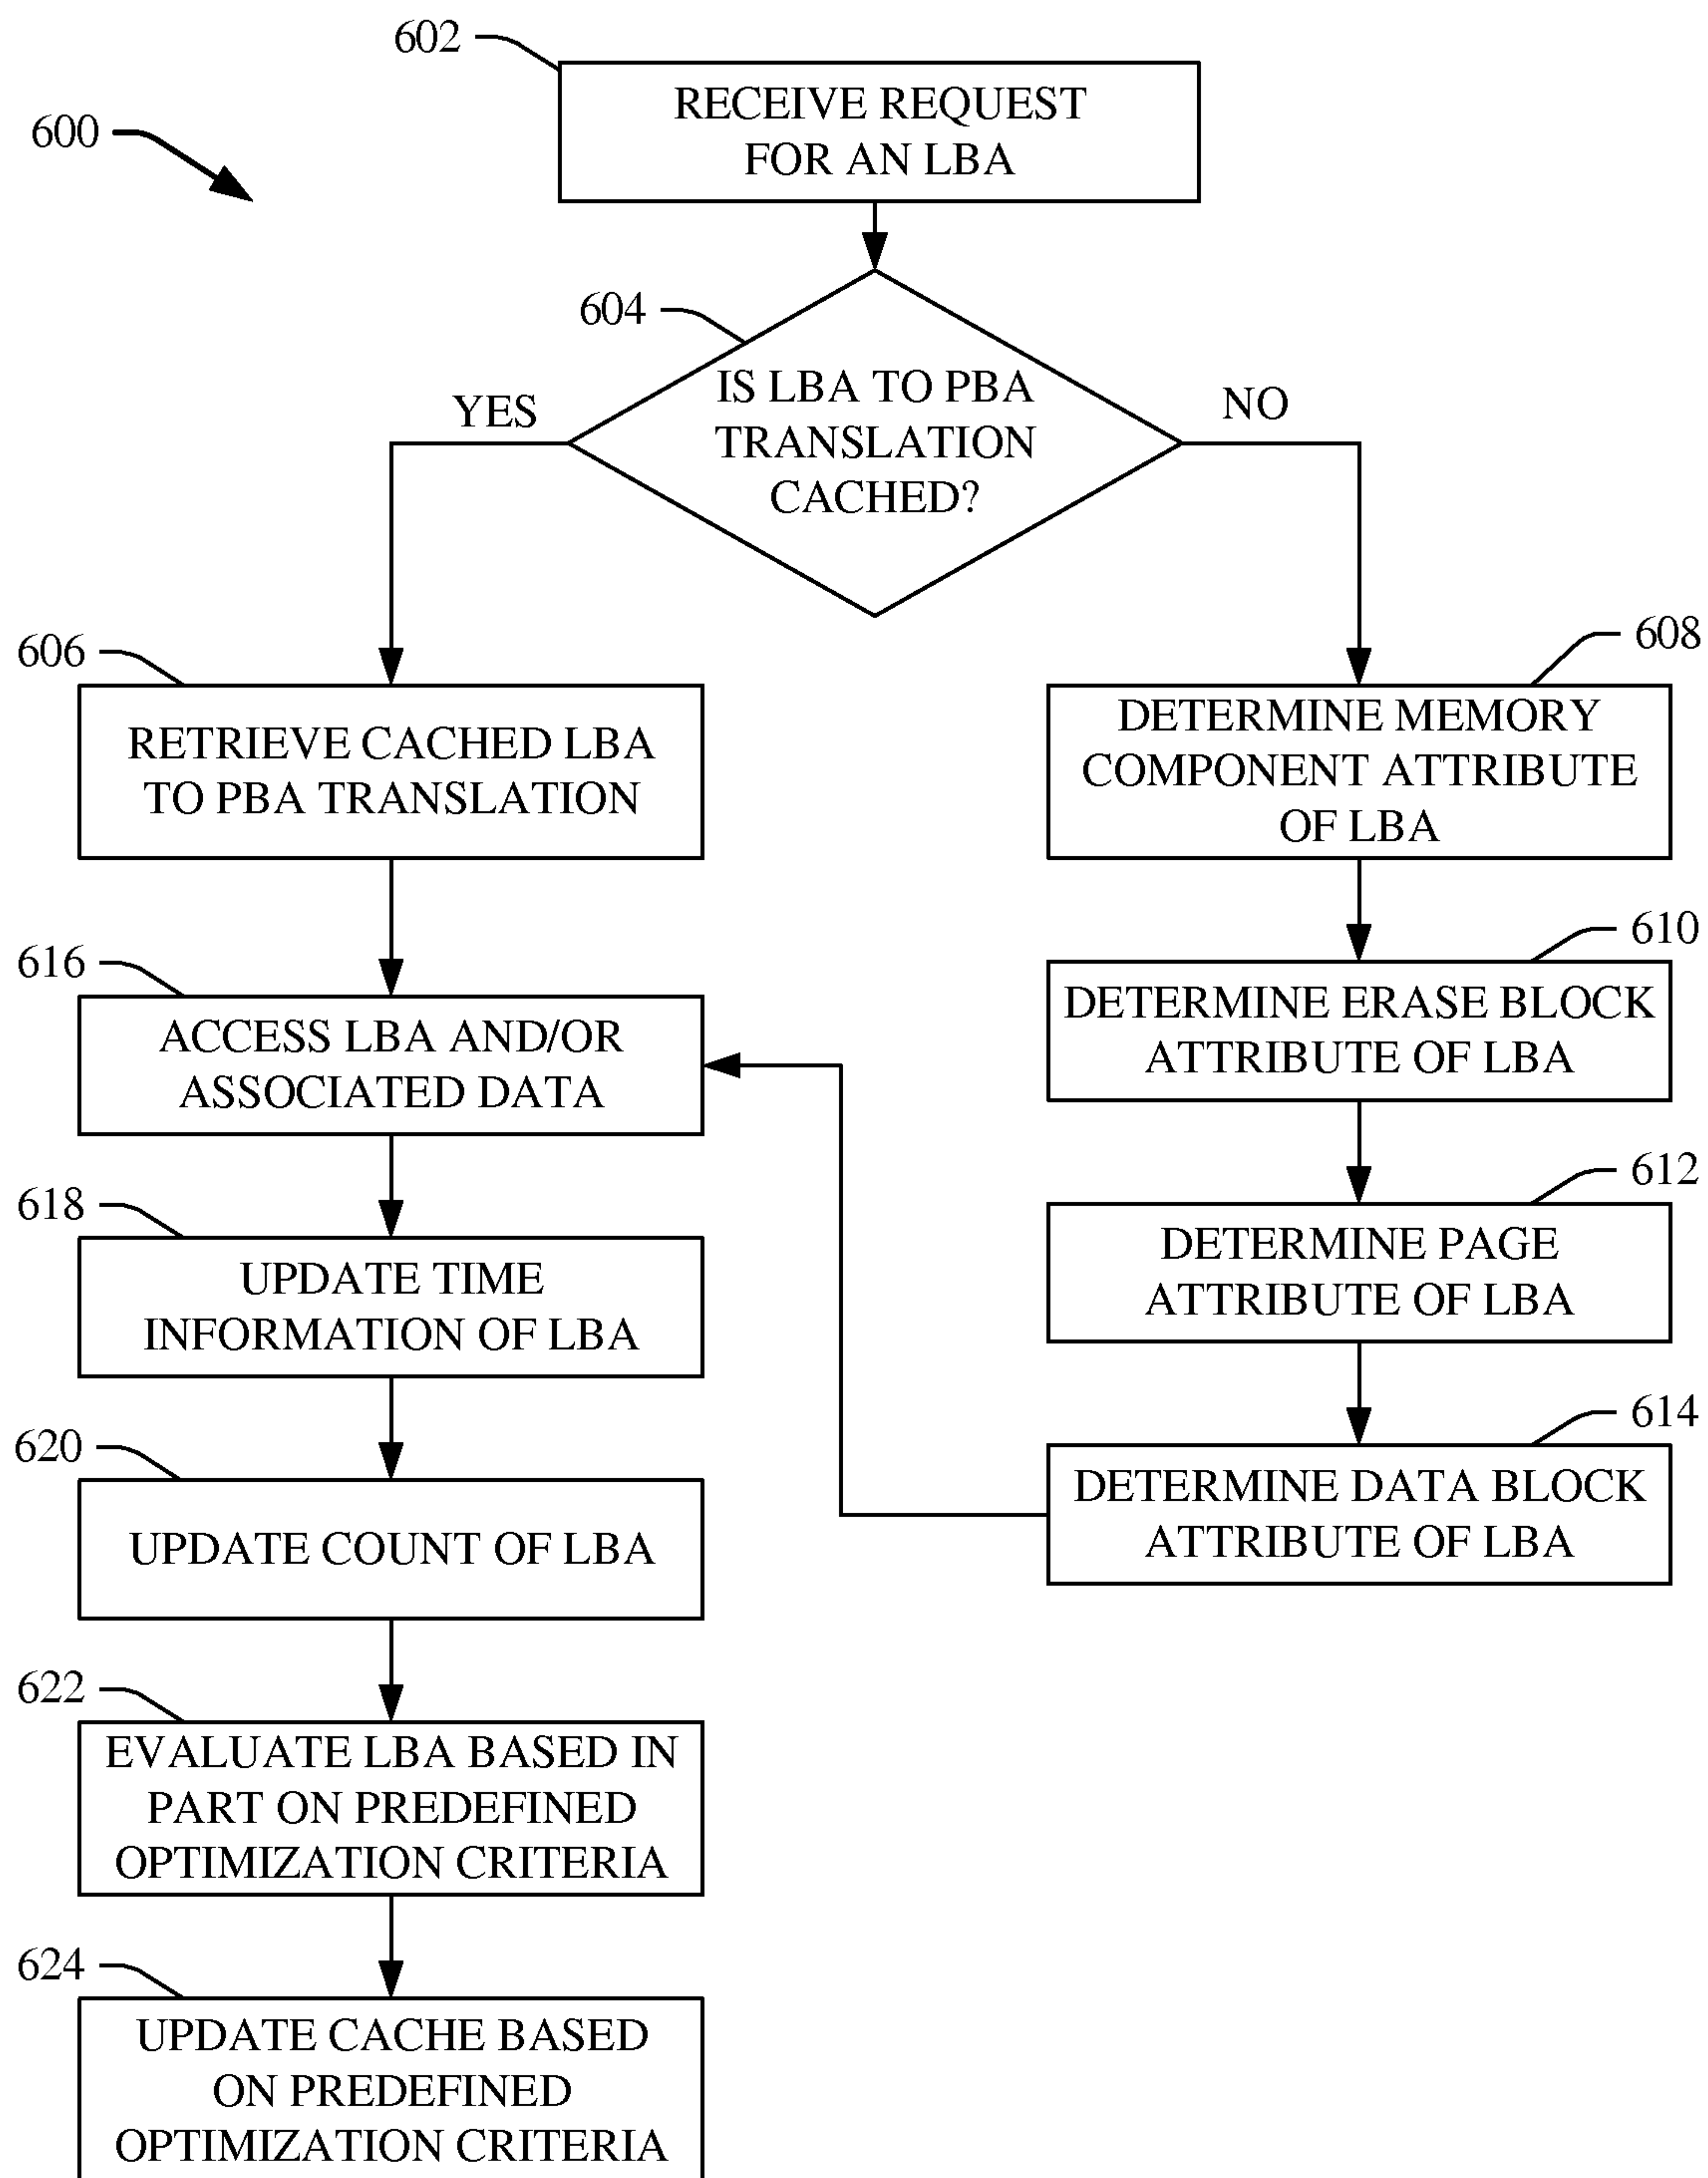 602
RECEIVE REQUEST
FOR AN LBA
600
604
IS LBA TO PBA
TRANSLATION
CACHED?
YES
NO
606
RETRIEVE CACHED LBA
TO PBA TRANSLATION
608
DETERMINE MEMORY
COMPONENT ATTRIBUTE
OF LBA
610
DETERMINE ERASE BLOCK
ATTRIBUTE OF LBA
612
DETERMINE PAGE
ATTRIBUTE OF LBA
614
DETERMINE DATA BLOCK
ATTRIBUTE OF LBA
616
ACCESS LBA AND/OR
ASSOCIATED DATA
618
UPDATE TIME
INFORMATION OF LBA
620
UPDATE COUNT OF LBA
622
EVALUATE LBA BASED IN
PART ON PREDEFINED
OPTIMIZATION CRITERIA
624
UPDATE CACHE BASED
ON PREDEFINED
OPTIMIZATION CRITERIA